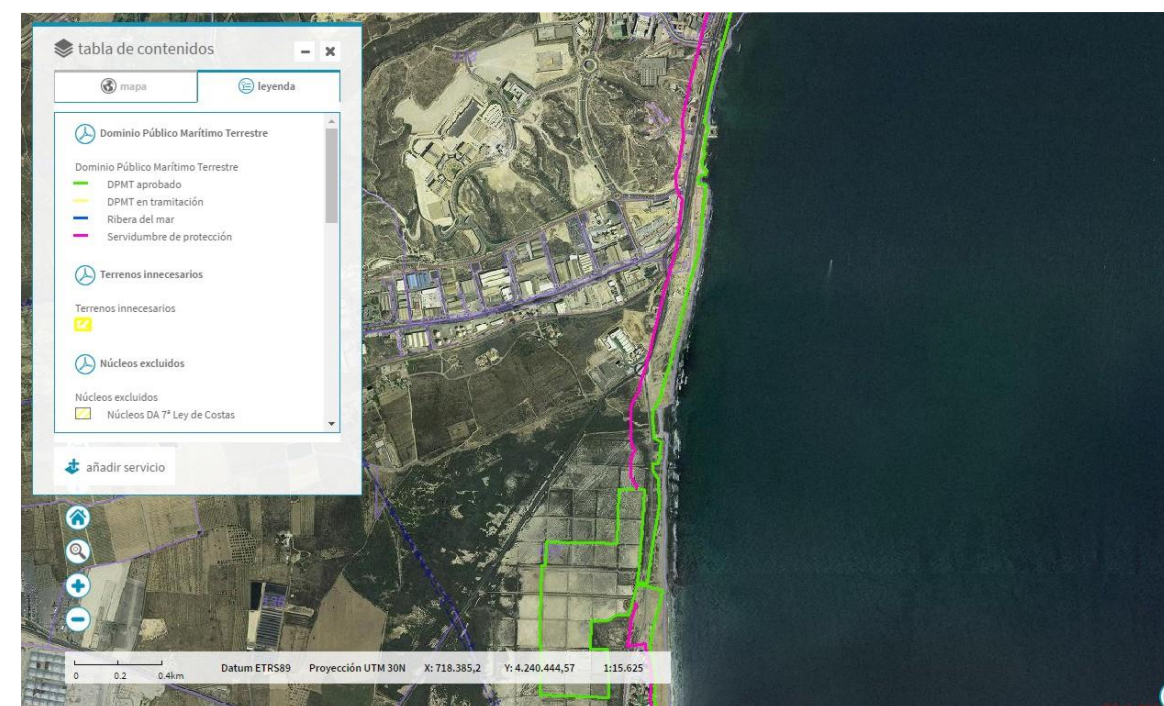 tabla de contenidos
mapa
leyenda
Dominio Público Marítimo Terrestre
Dominio Público Marítimo Terrestre
DPMT aprobado
DPMT en tramitación
Ribera del mar
Servidumbre de protección
Terrenos innecesarios
Terrenos innecesarios
Núcleos excluidos
Núcleos excluidos
Núcleos DA 7ª Ley de Costas
añadir servicio
0 0.2 0.4km Datum ETRS89 Proyección UTM 30N X: 718.385,2 Y: 4.240.444,57 1:15.625